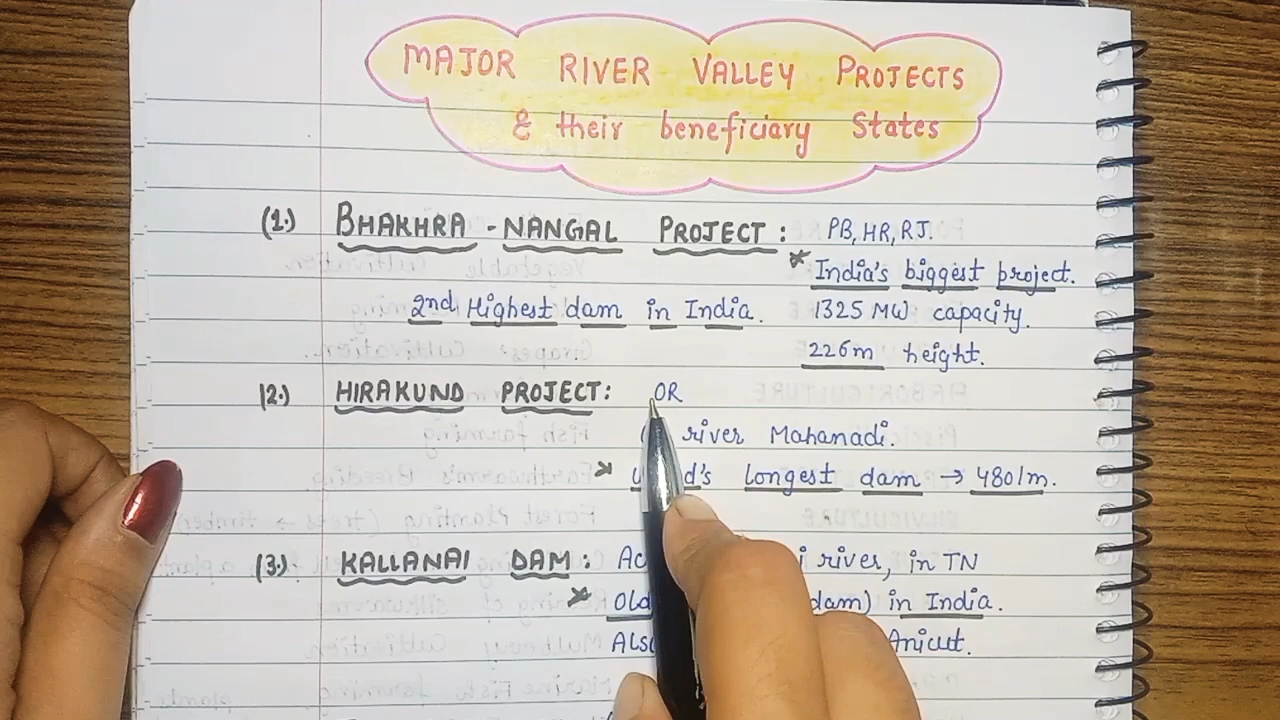 MAJOR RIVER VALLEY PROJECTS
& their beneficiary States
(1.) BHAKHRA - NANGAL PROJECT : PB, HR, RJ.
* India's biggest project.
2nd Highest dam in India. 1325 MW capacity.
226m height.
(2.) HIRAKUND PROJECT: OR
river Mahanadi.
* longest dam → 4801m.
(3.) KALLANAI DAM : river, in TN
* dam) in India.
Anicut.